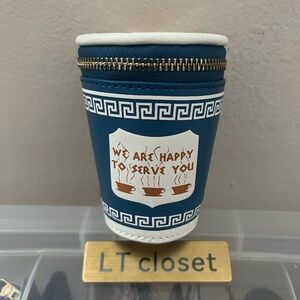 WE ARE HAPPY
TO SERVE YOU
LT closet